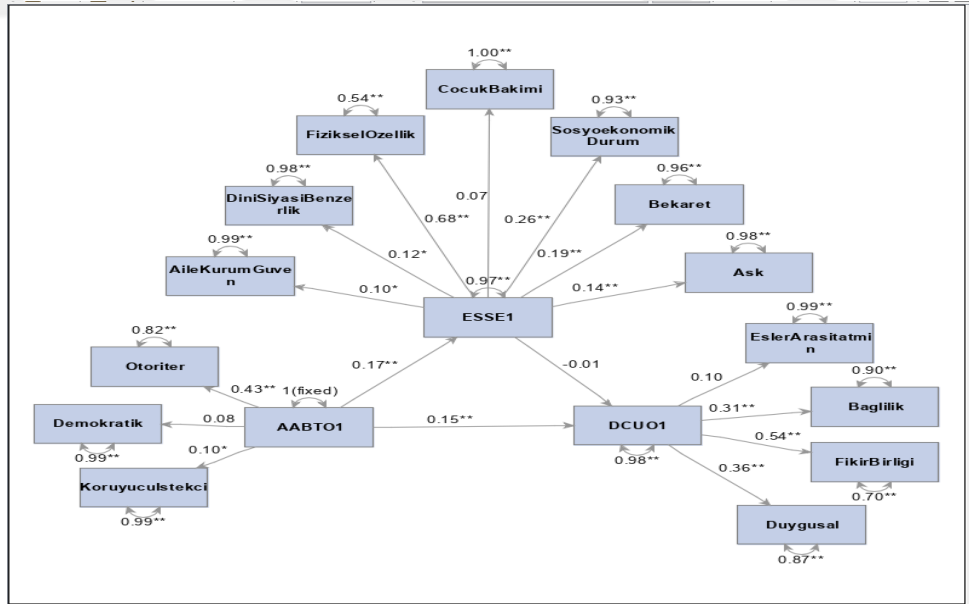 1.00**
CocukBakimi
0.54**
FizikselOzellik
0.93**
Sosyoekonomik
Durum
0.98**
DiniSiyasiBenze
rlik
0.96**
Bekaret
0.99**
AileKurumGuve
n
0.98**
Ask
0.07
0.68**
0.26**
0.12*
0.19**
0.10*
0.97**
0.14**
ESSE1
0.99**
EslerArasitatmi
n
0.82**
Otoriter
0.17**
-0.01
0.10
0.90**
Baglilik
0.43**
1(fixed)
0.31**
Demokratik
0.08
AABTO1
0.15**
DCUO1
0.99**
0.10*
0.98**
0.54**
FikirBirligi
0.70**
KoruyucuIstekci
0.99**
0.36**
Duygusal
0.87**